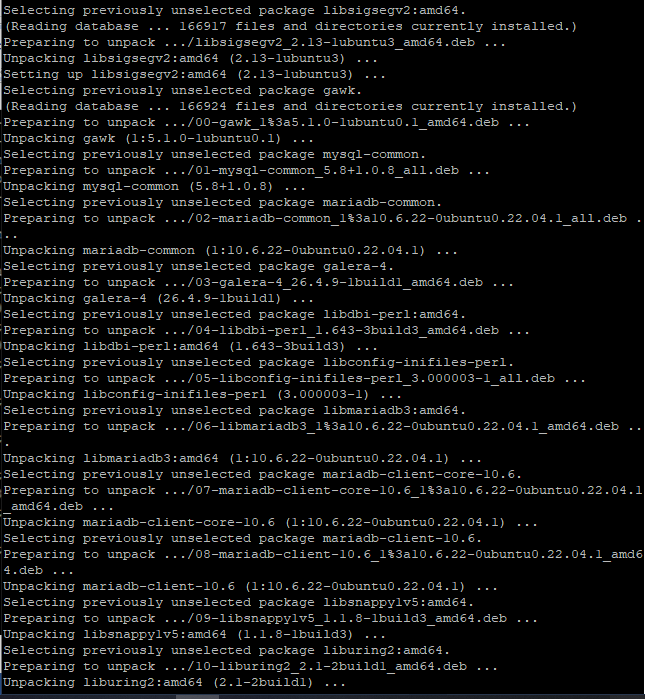 Selecting previously unselected package libsigsegv2:amd64.
(Reading database ... 166917 files and directories currently installed.)
Preparing to unpack .../libsigsegv2_2.13-1ubuntu3_amd64.deb ...
Unpacking libsigsegv2:amd64 (2.13-1ubuntu3) ...
Setting up libsigsegv2:amd64 (2.13-1ubuntu3) ...
Selecting previously unselected package gawk.
(Reading database ... 166924 files and directories currently installed.)
Preparing to unpack .../00-gawk_1%3a5.1.0-1ubuntu0.1_amd64.deb ...
Unpacking gawk (1:5.1.0-1ubuntu0.1) ...
Selecting previously unselected package mysql-common.
Preparing to unpack .../01-mysql-common_5.8+1.0.8_all.deb ...
Unpacking mysql-common (5.8+1.0.8) ...
Selecting previously unselected package mariadb-common.
Preparing to unpack .../02-mariadb-common_1%3a10.6.22-0ubuntu0.22.04.1_all.deb .
..
Unpacking mariadb-common (1:10.6.22-0ubuntu0.22.04.1) ...
Selecting previously unselected package galera-4.
Preparing to unpack .../03-galera-4_26.4.9-1build1_amd64.deb ...
Unpacking galera-4 (26.4.9-1build1) ...
Selecting previously unselected package libdbi-perl:amd64.
Preparing to unpack .../04-libdbi-perl_1.643-3build3_amd64.deb ...
Unpacking libdbi-perl:amd64 (1.643-3build3) ...
Selecting previously unselected package libconfig-inifiles-perl.
Preparing to unpack .../05-libconfig-inifiles-perl_3.000003-1_all.deb ...
Unpacking libconfig-inifiles-perl (3.000003-1) ...
Selecting previously unselected package libmariadb3:amd64.
Preparing to unpack .../06-libmariadb3_1%3a10.6.22-0ubuntu0.22.04.1_amd64.deb ..
.
Unpacking libmariadb3:amd64 (1:10.6.22-0ubuntu0.22.04.1) ...
Selecting previously unselected package mariadb-client-core-10.6.
Preparing to unpack .../07-mariadb-client-core-10.6_1%3a10.6.22-0ubuntu0.22.04.1
_amd64.deb ...
Unpacking mariadb-client-core-10.6 (1:10.6.22-0ubuntu0.22.04.1) ...
Selecting previously unselected package mariadb-client-10.6.
Preparing to unpack .../08-mariadb-client-10.6_1%3a10.6.22-0ubuntu0.22.04.1_amd6
4.deb ...
Unpacking mariadb-client-10.6 (1:10.6.22-0ubuntu0.22.04.1) ...
Selecting previously unselected package libsnappy1v5:amd64.
Preparing to unpack .../09-libsnappy1v5_1.1.8-1build3_amd64.deb ...
Unpacking libsnappy1v5:amd64 (1.1.8-1build3) ...
Selecting previously unselected package liburing2:amd64.
Preparing to unpack .../10-liburing2_2.1-2build1_amd64.deb ...
Unpacking liburing2:amd64 (2.1-2build1) ...